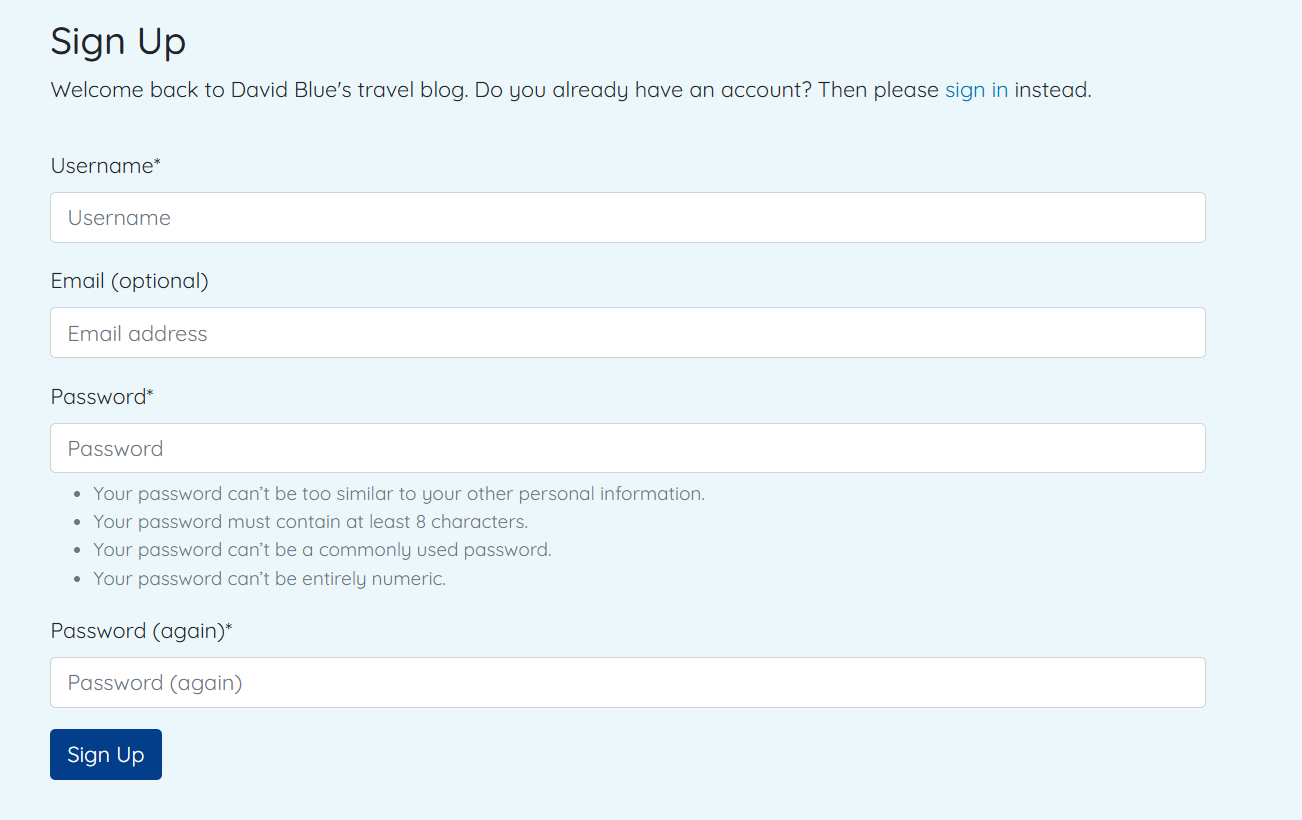 Sign Up
Welcome back to David Blue's travel blog. Do you already have an account? Then please sign in instead.
Username*
Username
Email (optional)
Email address
Password*
Password
• Your password can’t be too similar to your other personal information.
• Your password must contain at least 8 characters.
• Your password can’t be a commonly used password.
• Your password can’t be entirely numeric.
Password (again)*
Password (again)
Sign Up